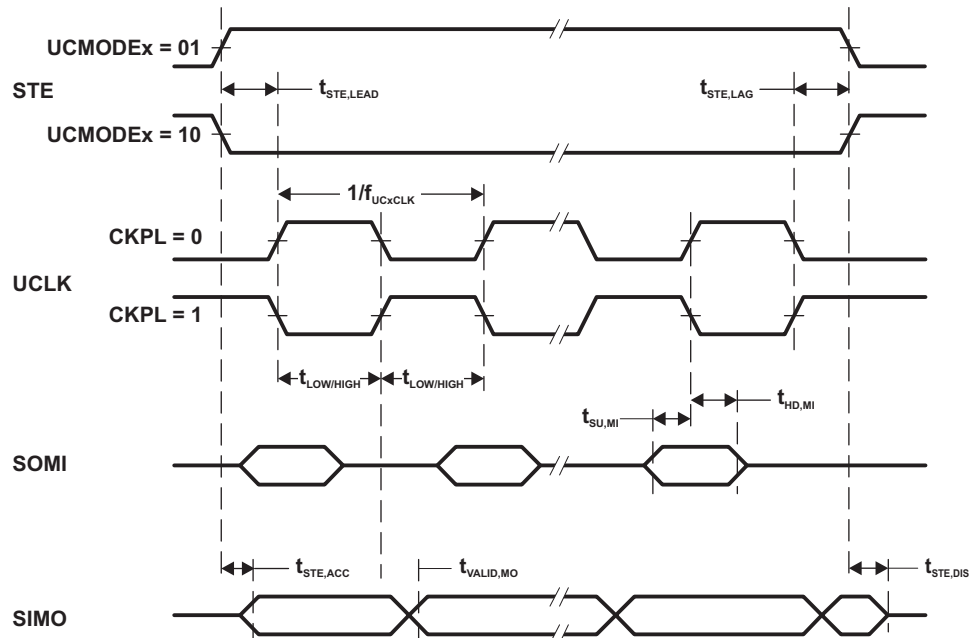 UCMODEx = 01
STE
t_STE,LEAD
t_STE,LAG
UCMODEx = 10
1/f_UCxCLK
CKPL = 0
UCLK
CKPL = 1
t_LOW/HIGH t_LOW/HIGH
t_SU,MI
t_HD,MI
SOMI
t_STE,ACC
t_VALID,MO
t_STE,DIS
SIMO